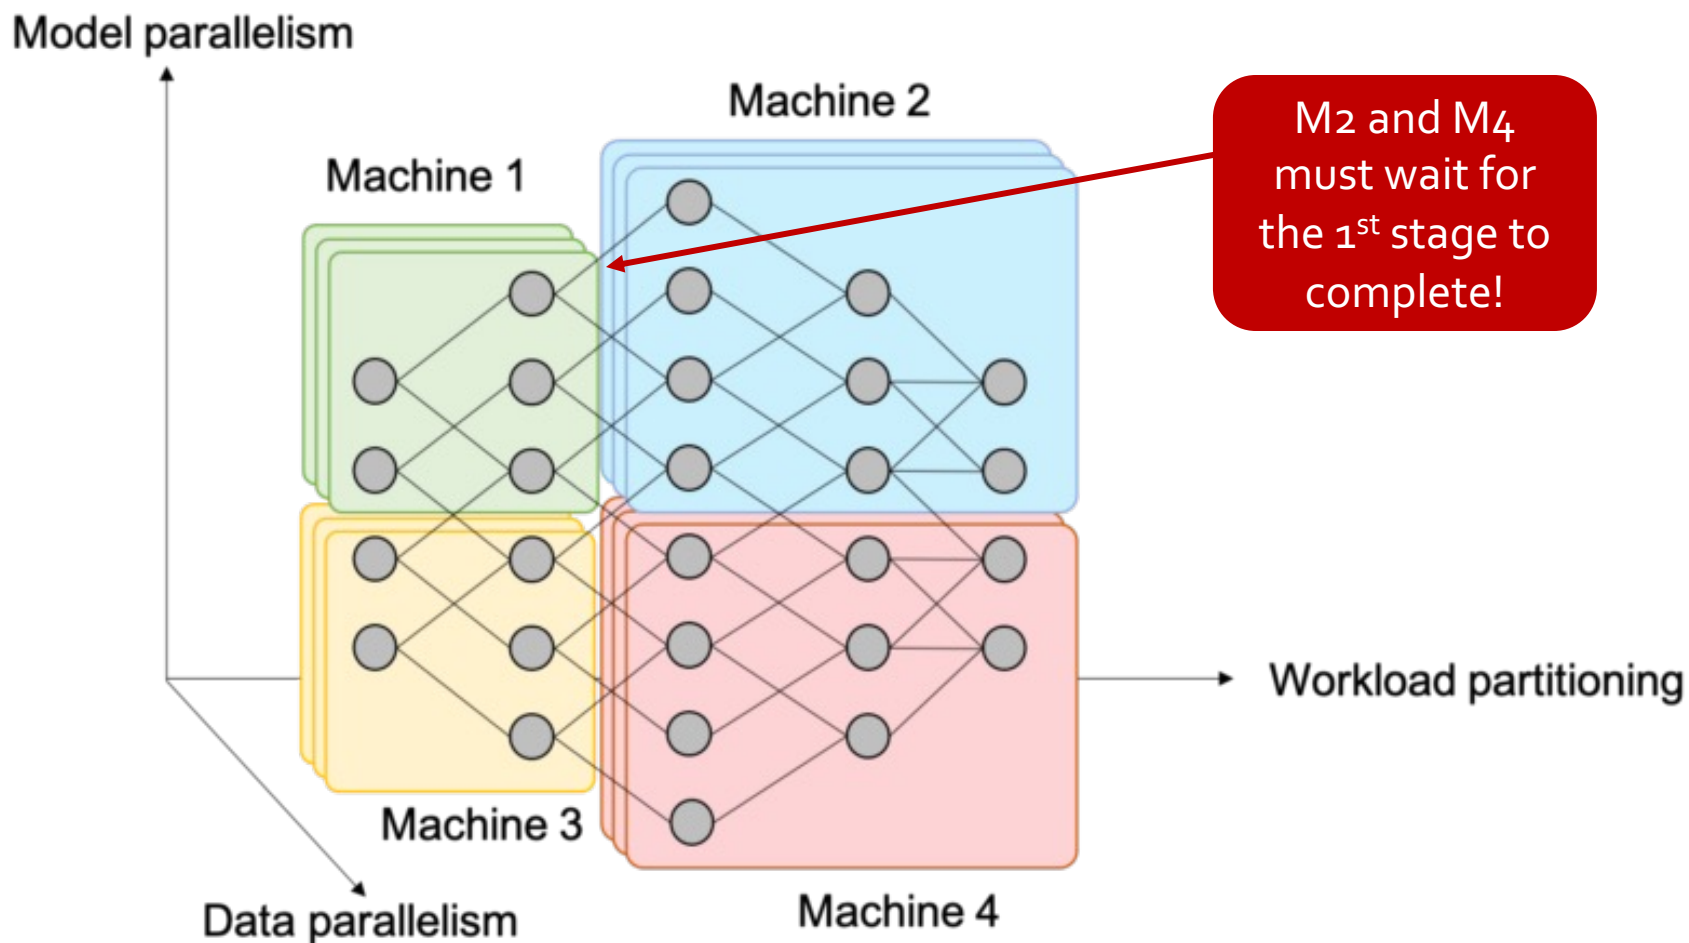 Model parallelism
Machine 2
Machine 1
M2 and M4
must wait for
the 1st stage to
complete!
Workload partitioning
Machine 3
Machine 4
Data parallelism